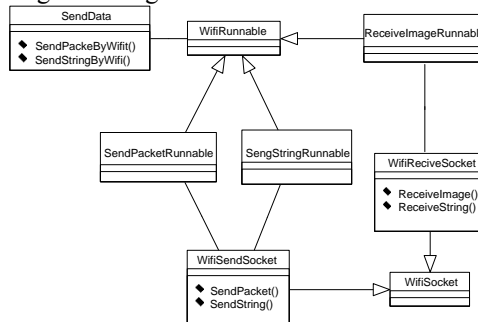 SendData
SendPackeByWifit()
SendStringByWifi()
WifiRunnable
ReceiveImageRunnabl
SendPacketRunnable
SengStringRunnable
WifiReciveSocket
ReceiveImage()
ReceiveString()
WifiSendSocket
SendPacket()
SendString()
WifiSocket